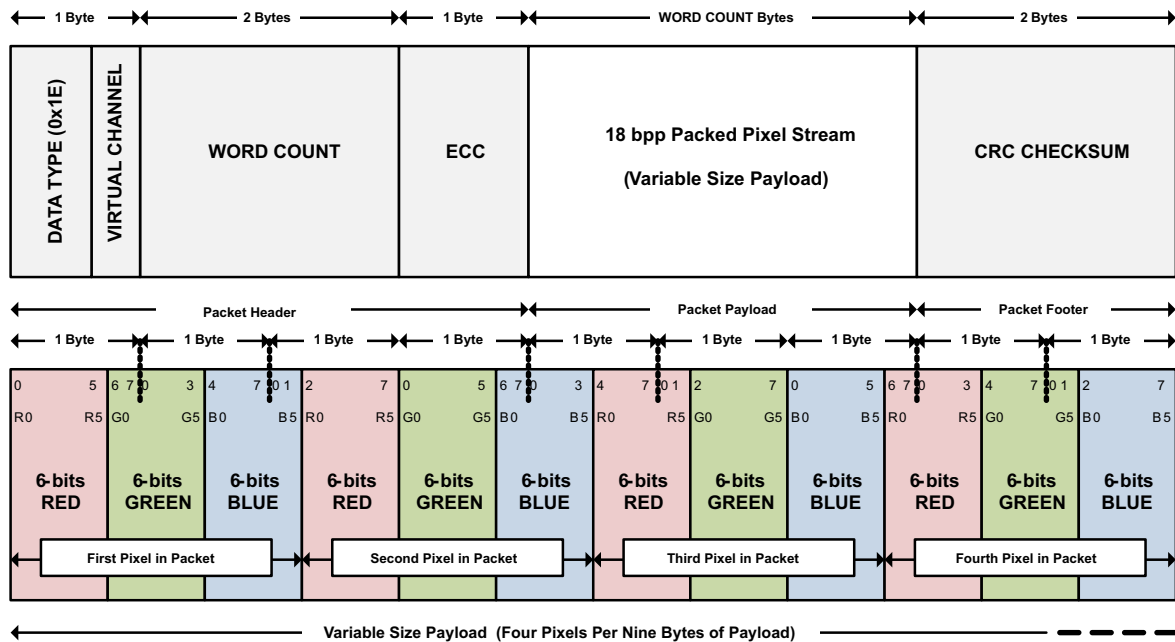 1 Byte 2 Bytes 1 Byte WORD COUNT Bytes 2 Bytes
DATA TYPE (0x1E)
VIRTUAL CHANNEL
WORD COUNT
ECC
18 bpp Packed Pixel Stream
(Variable Size Payload)
CRC CHECKSUM
Packet Header Packet Payload Packet Footer
1 Byte 1 Byte 1 Byte 1 Byte 1 Byte 1 Byte 1 Byte 1 Byte 1 Byte
0 5 6 7 0 3 4 7 0 1 2 7 0 5 6 7 0 3 4 7 0 1 2 7 0 5 6 7 0 3 4 7 0 1 2 7
R0 R5 G0 G5 B0 B5 R0 R5 G0 G5 B0 B5 R0 R5 G0 G5 B0 B5 R0 R5 G0 G5 B0 B5
6-bits 6-bits 6-bits 6-bits 6-bits 6-bits 6-bits 6-bits 6-bits 6-bits 6-bits 6-bits
RED GREEN BLUE RED GREEN BLUE RED GREEN BLUE RED GREEN BLUE
First Pixel in Packet Second Pixel in Packet Third Pixel in Packet Fourth Pixel in Packet
Variable Size Payload (Four Pixels Per Nine Bytes of Payload)